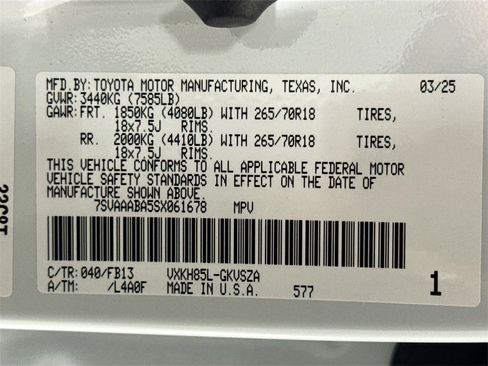 MFD.BY:TOYOTA MOTOR MANUFACTURING, TEXAS, INC. 03/25
GVWR:3440KG (7585LB)
GAWR:FRT. 1850KG (4080LB) WITH 265/70R18 TIRES,
18x7.5J RIMS.
RR. 2000KG (4410LB) WITH 265/70R18 TIRES,
18x7.5J RIMS.
THIS VEHICLE CONFORMS TO ALL APPLICABLE FEDERAL MOTOR
VEHICLE SAFETY STANDARDS IN EFFECT ON THE DATE OF
MANUFACTURE SHOWN ABOVE.
7SVAAABA5SX061678 MPV
C/TR:040/FB13 VXKH85L-GKVSZA
A/TM: /L4A0F MADE IN U.S.A. 577 1